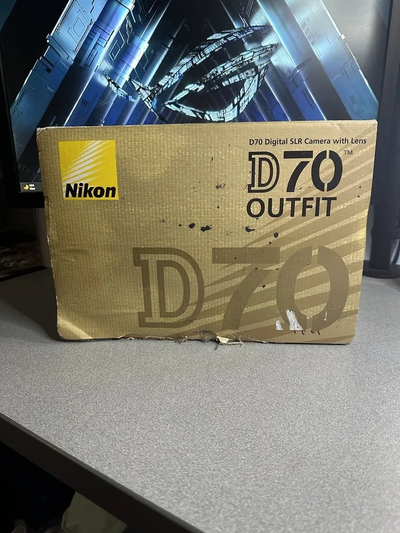 D70 Digital SLR Camera with Lens
Nikon
D70™
OUTFIT
D70